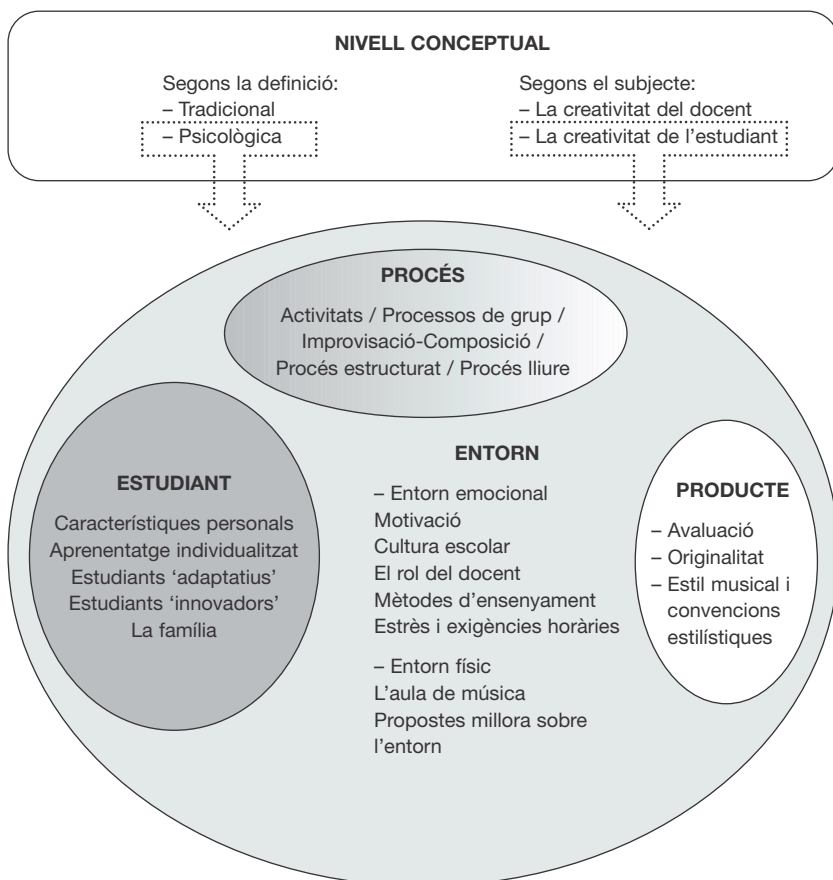 NIVELL CONCEPTUAL
Segons la definició:
– Tradicional
– Psicològica
Segons el subjecte:
– La creativitat del docent
– La creativitat de l’estudiant
PROCÉS
Activitats / Processos de grup /
Improvisació-Composició /
Procés estructurat / Procés lliure
ESTUDIANT
Característiques personals
Aprenentatge individualitzat
Estudiants ‘adaptatius’
Estudiants ‘innovadors’
La família
ENTORN
– Entorn emocional
Motivació
Cultura escolar
El rol del docent
Mètodes d’ensenyament
Estrès i exigències horàries
– Entorn físic
L’aula de música
Propostes millora sobre
l’entorn
PRODUCTE
– Avaluació
– Originalitat
– Estil musical i
convencions
estilístiques